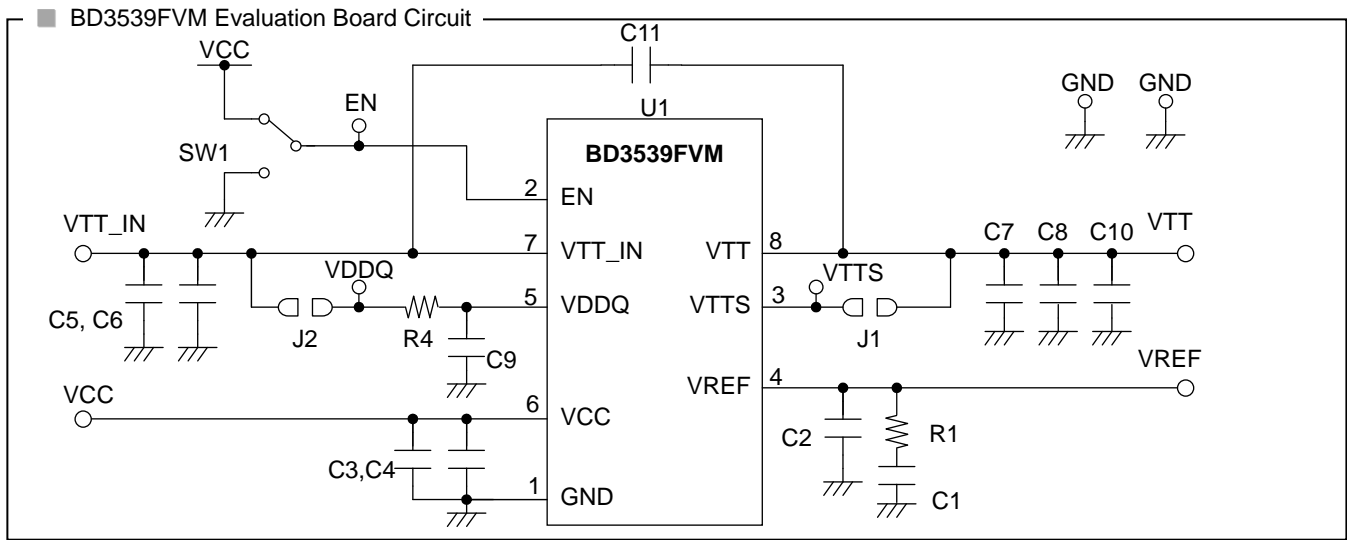 BD3539FVM Evaluation Board Circuit
VCC
C11
EN
U1
GND
GND
SW1
BD3539FVM
2
EN
VTT_IN
7
VTT_IN
VTT
8
C7
C8
C10
VTT
VDDQ
VTTS
5
VDDQ
VTTS
3
C5, C6
J2
R4
C9
J1
VREF
4
VREF
VCC
6
VCC
C2
R1
C3,C4
1
GND
C1